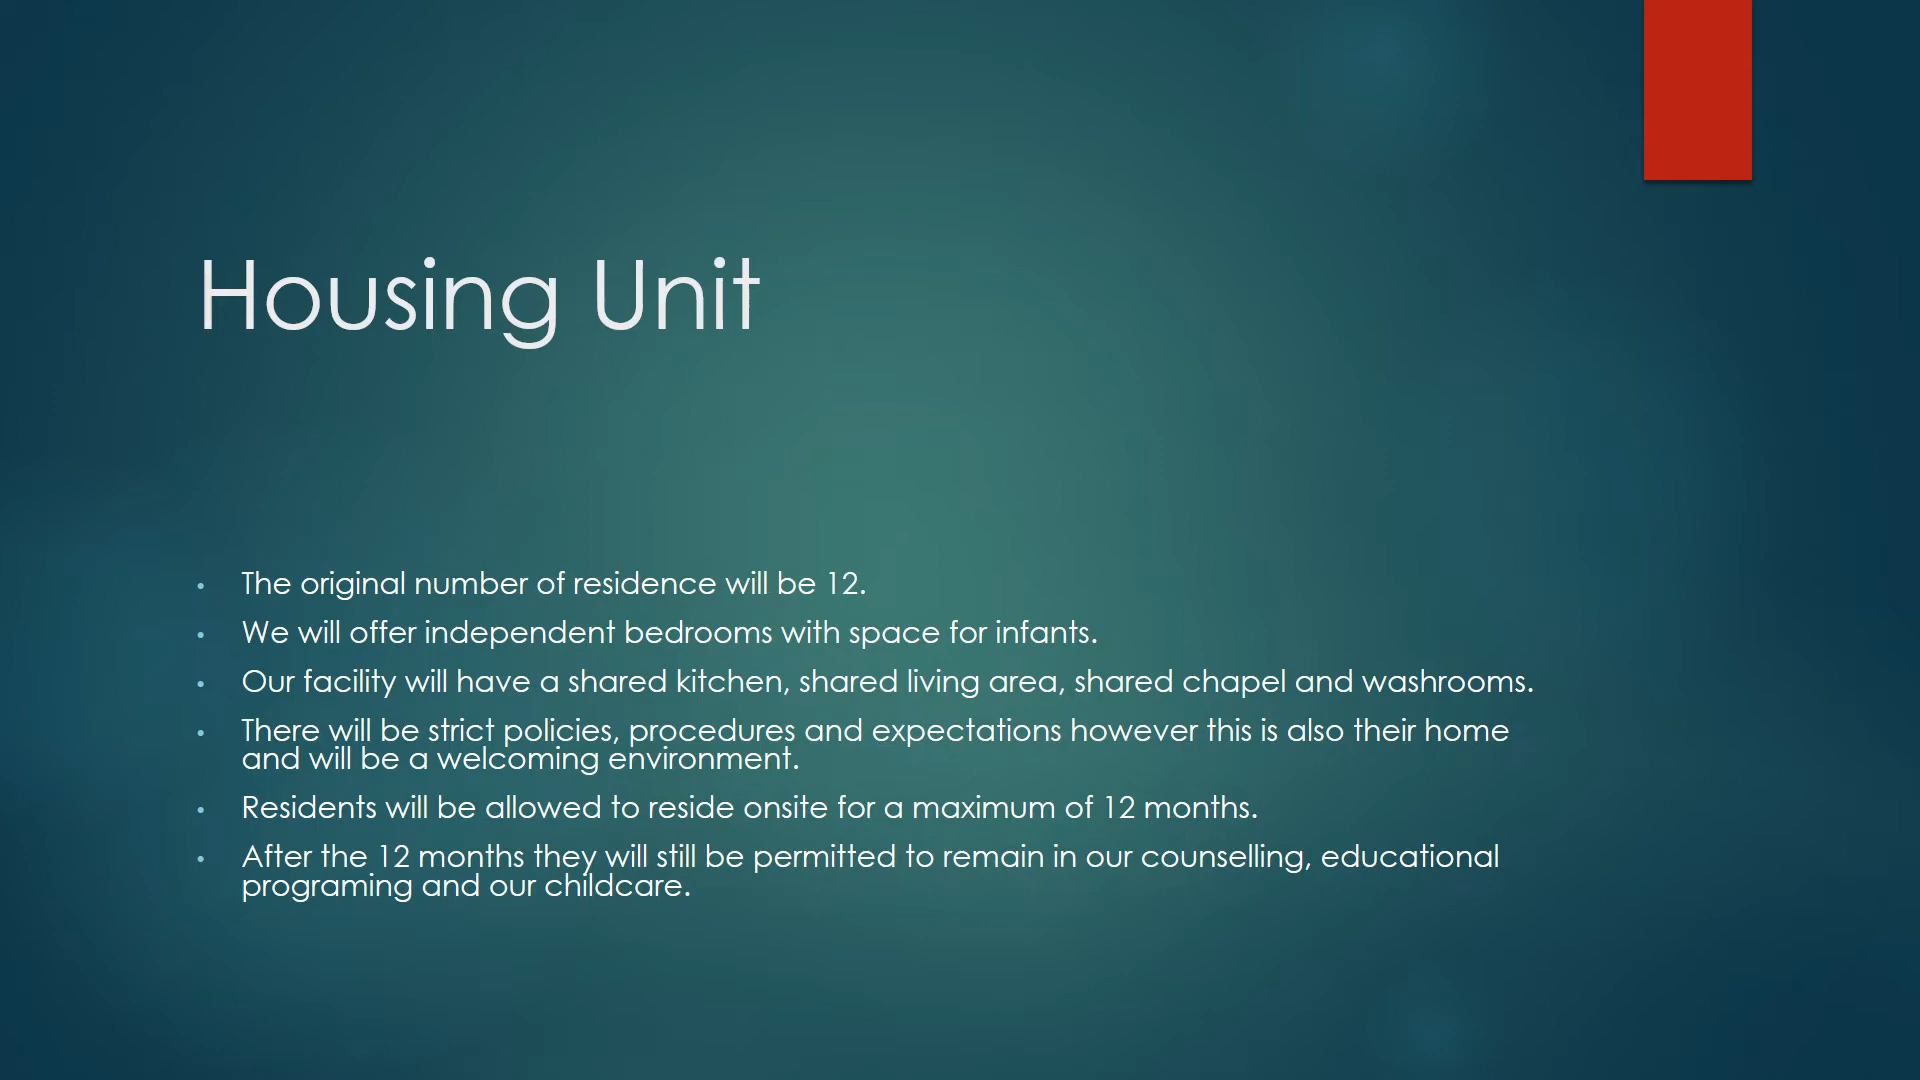 Housing Unit
• The original number of residence will be 12.
• We will offer independent bedrooms with space for infants.
• Our facility will have a shared kitchen, shared living area, shared chapel and washrooms.
• There will be strict policies, procedures and expectations however this is also their home
and will be a welcoming environment.
• Residents will be allowed to reside onsite for a maximum of 12 months.
• After the 12 months they will still be permitted to remain in our counselling, educational
programing and our childcare.